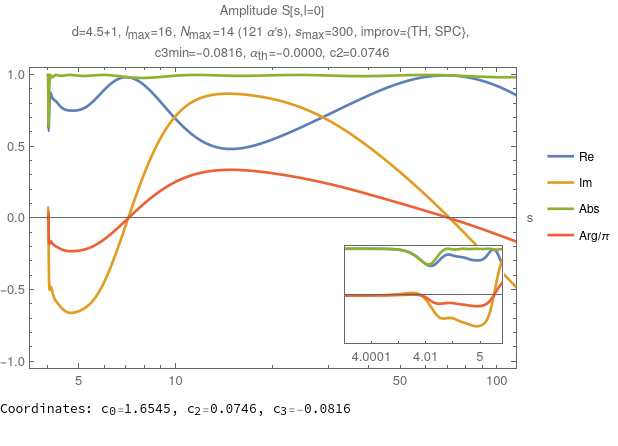 Amplitude S[s,l=0]
d=4.5+1, lmax=16, Nmax=14 (121 α's), smax=300, improv={TH, SPC},
c3min=-0.0816, αth=-0.0000, c2=0.0746
1.0
0.5
0.0
-0.5
-1.0
5
10
50
100
s
4.0001
4.01
5
Re
Im
Abs
Arg/π
Coordinates: c0=1.6545, c2=0.0746, c3=-0.0816